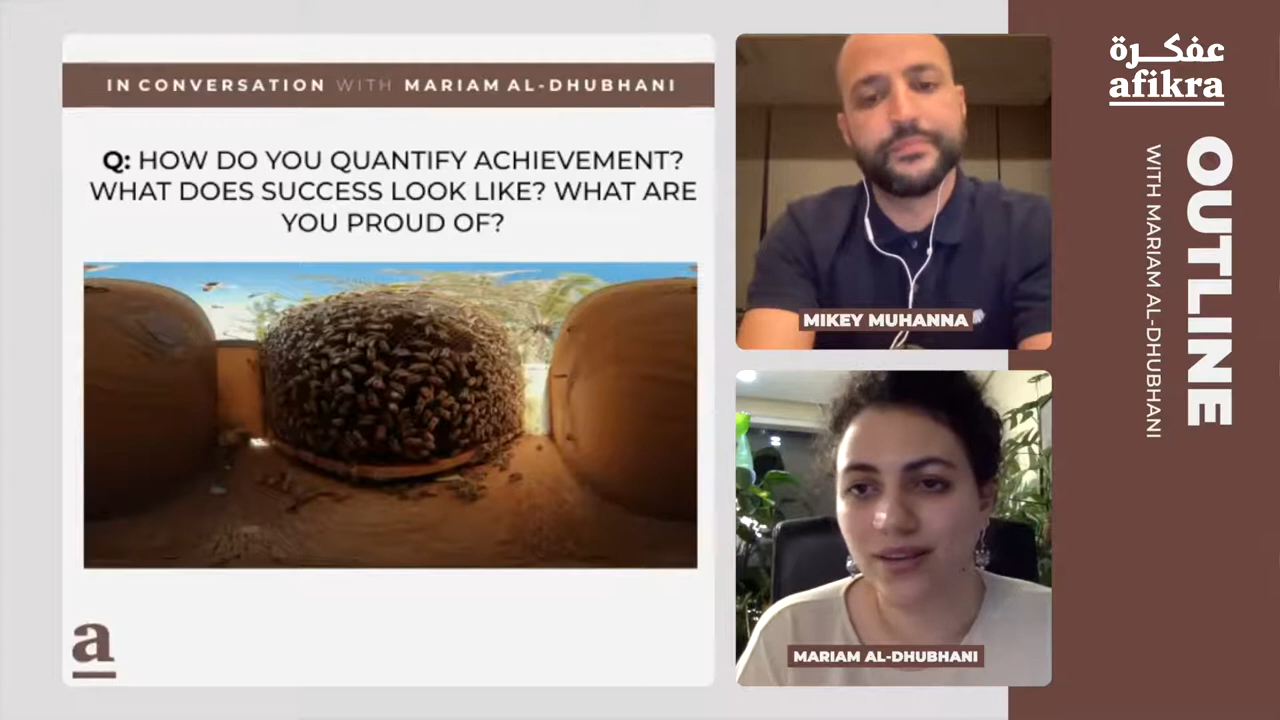 IN CONVERSATION WITH MARIAM AL-DHUBHANI
Q: HOW DO YOU QUANTIFY ACHIEVEMENT?
WHAT DOES SUCCESS LOOK LIKE? WHAT ARE
YOU PROUD OF?
a
MIKEY MUHANNA
MARIAM AL-DHUBHANI
عفكرة
afikra
OUTLINE
WITH MARIAM AL-DHUBHANI